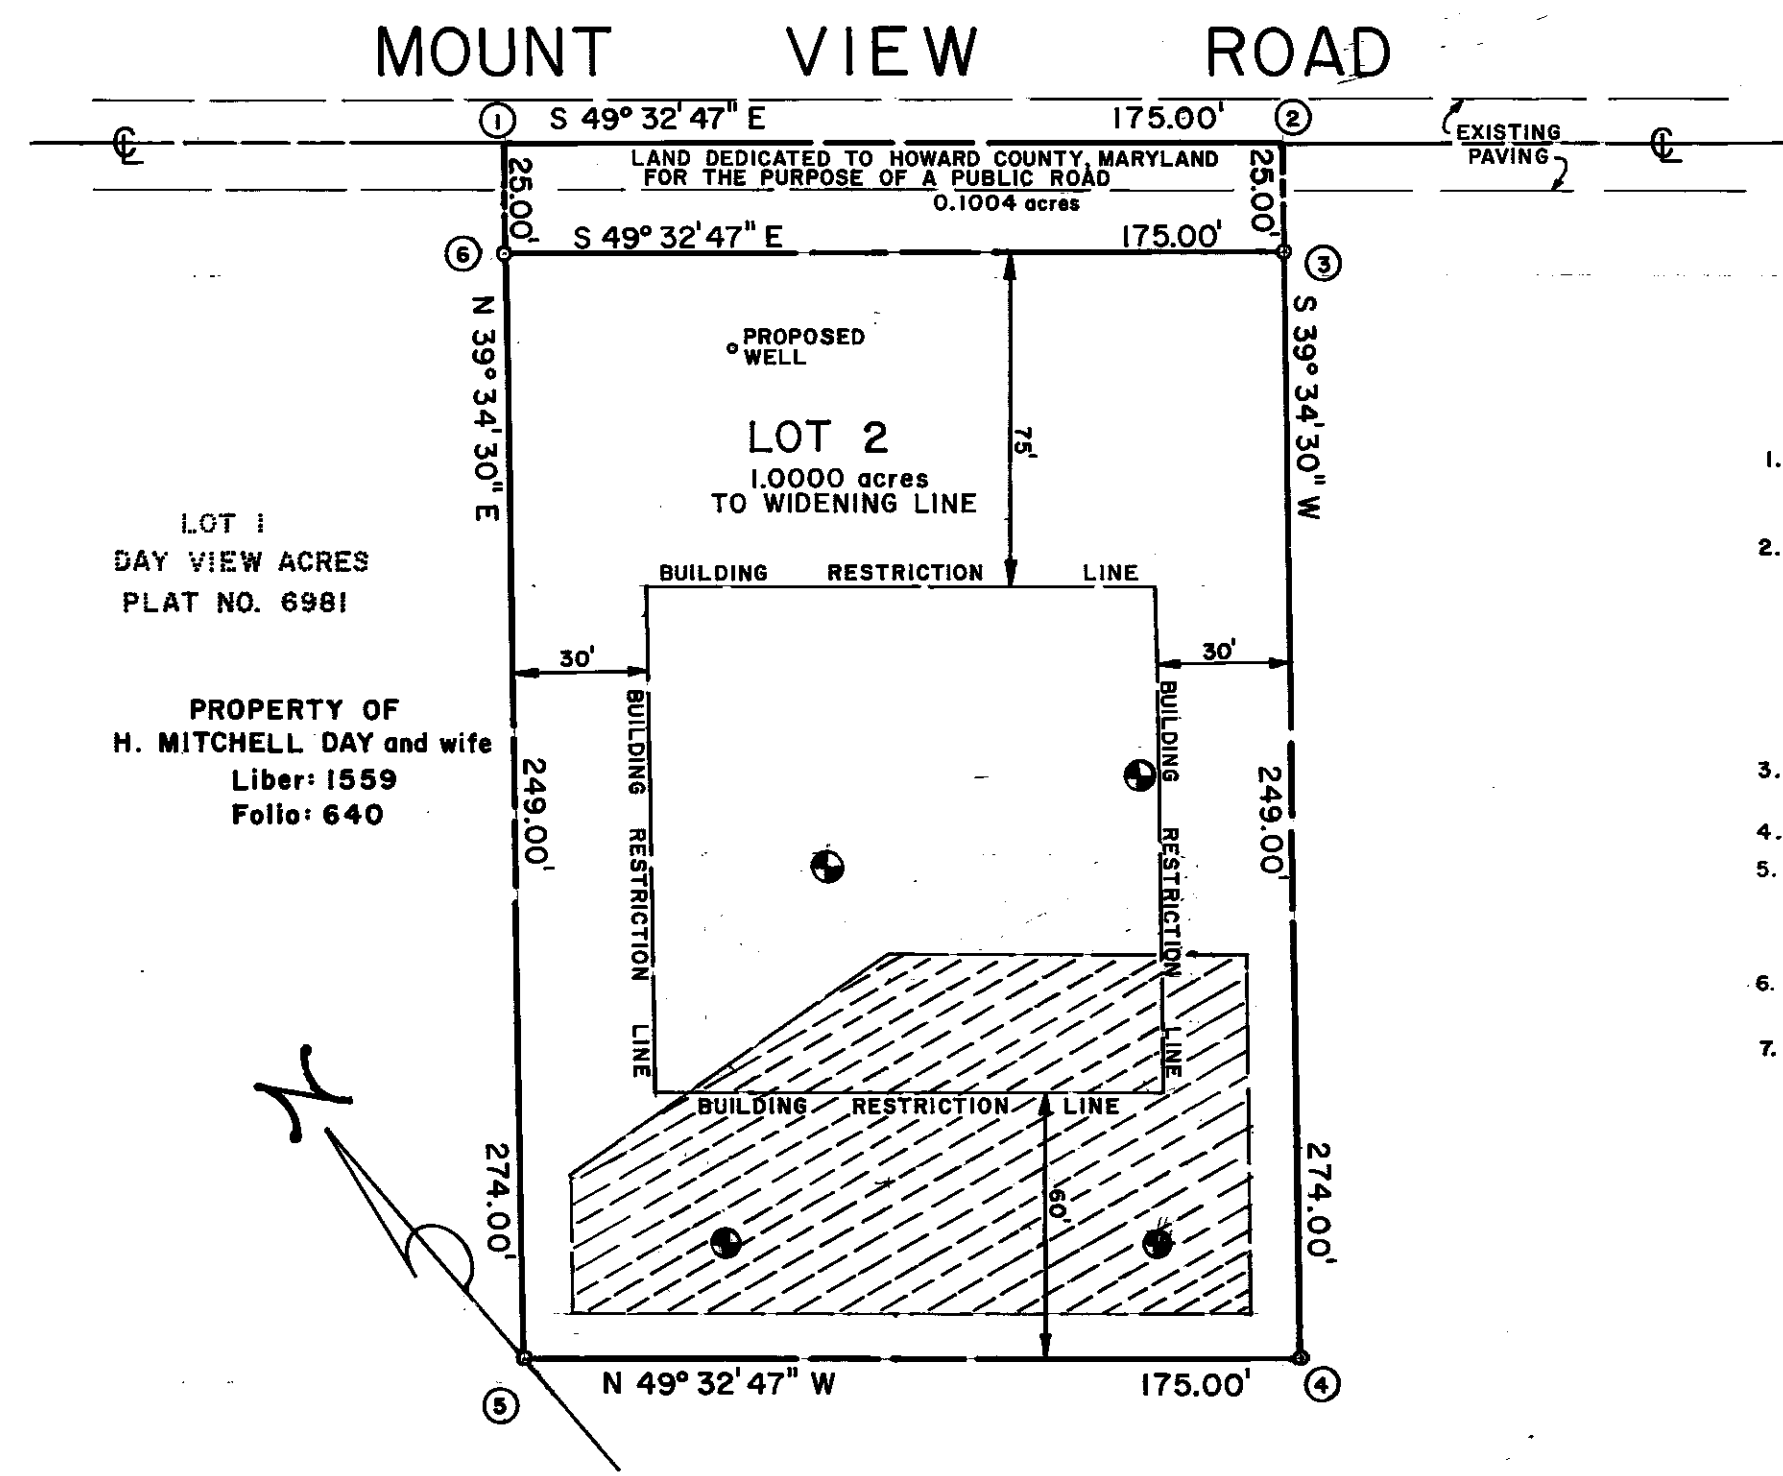 MOUNT VIEW ROAD
1 S 49° 32' 47" E 175.00' 2
℄ EXISTING PAVING ℄
LAND DEDICATED TO HOWARD COUNTY, MARYLAND
FOR THE PURPOSE OF A PUBLIC ROAD
0.1004 acres
25.00'
25.00'
6 S 49° 32' 47" E 175.00' 3
N 39° 34' 30" E
S 39° 34' 30" W
PROPOSED
WELL
75'
LOT 2
1.0000 acres
TO WIDENING LINE
1.
2.
LOT 1
DAY VIEW ACRES
PLAT NO. 6981
BUILDING RESTRICTION LINE
30'
30'
PROPERTY OF
H. MITCHELL DAY and wife
Liber: 1559
Folio: 640
BUILDING RESTRICTION LINE
BUILDING RESTRICTION LINE
249.00'
249.00'
3.
4.
5.
6.
7.
N
BUILDING RESTRICTION LINE
274.00'
60'
274.00'
5 N 49° 32' 47" W 175.00' 4